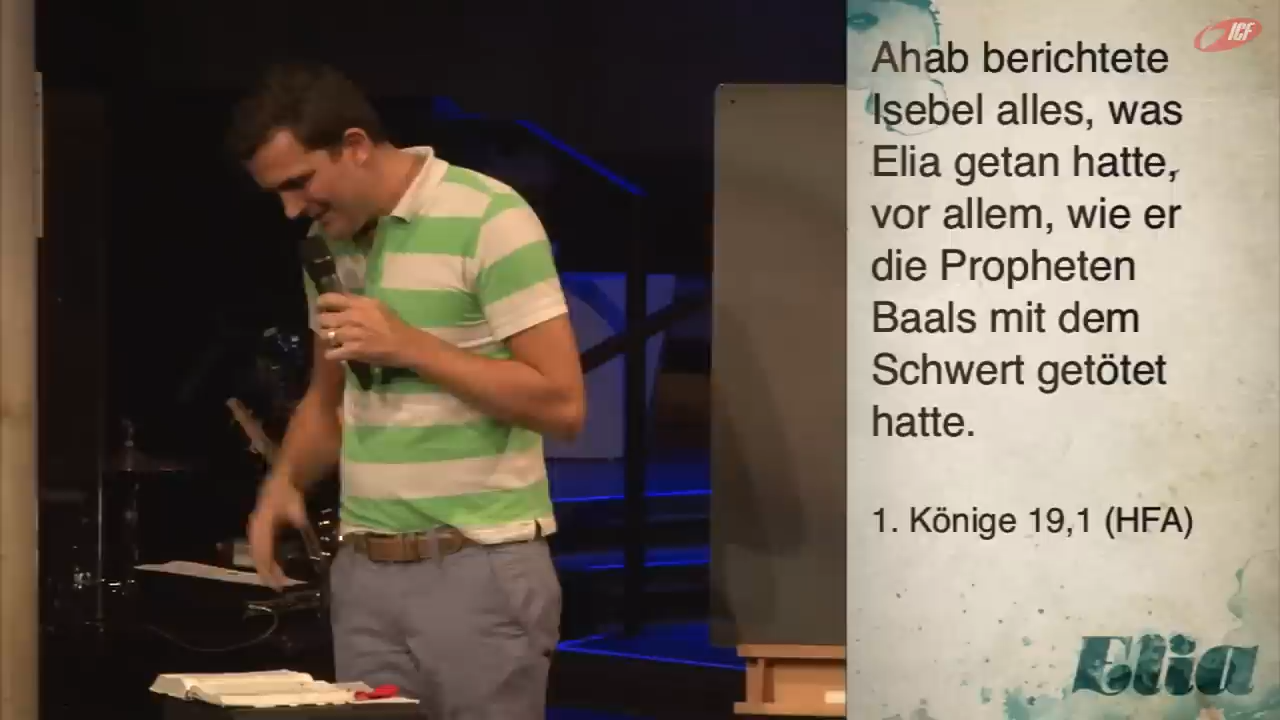 ICF
Ahab berichtete
Isebel alles, was
Elia getan hatte,
vor allem, wie er
die Propheten
Baals mit dem
Schwert getötet
hatte.
1. Könige 19,1 (HFA)
Elia